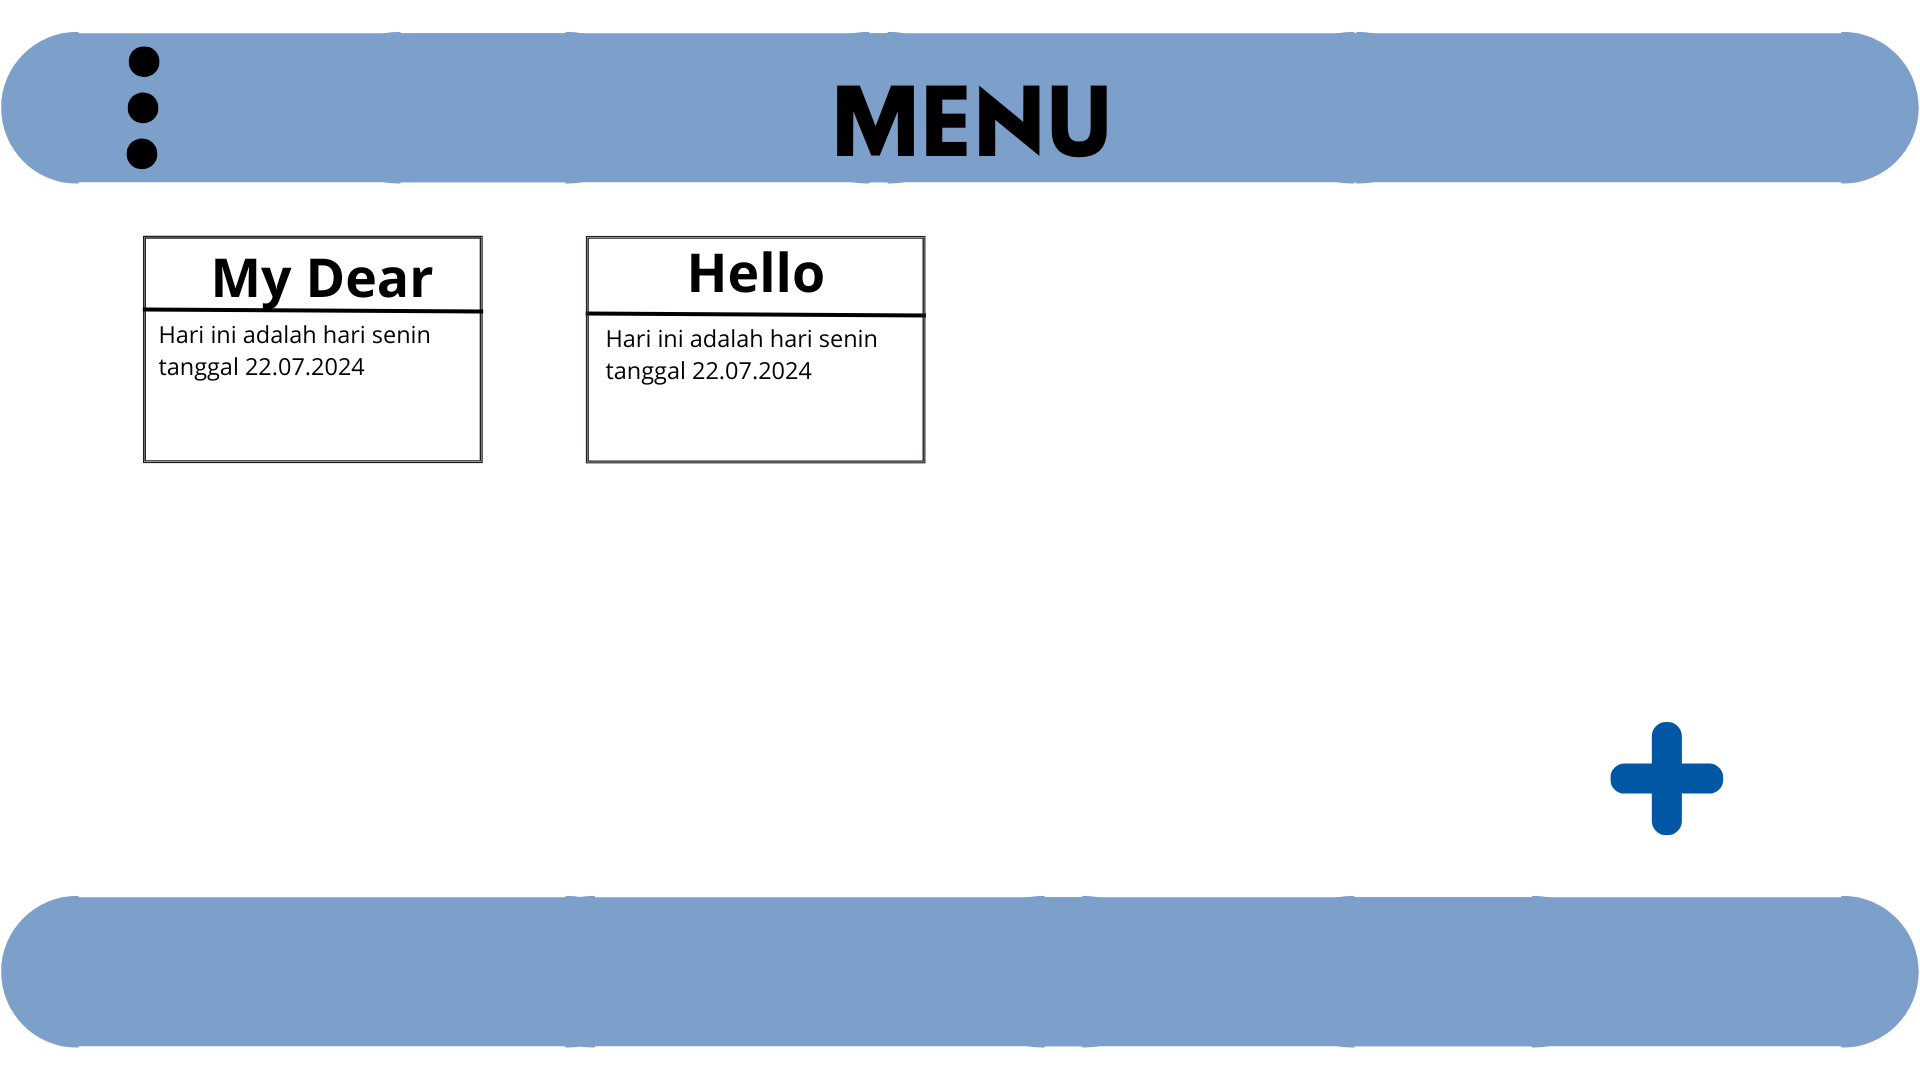 MENU
My Dear
Hari ini adalah hari senin
tanggal 22.07.2024
Hello
Hari ini adalah hari senin
tanggal 22.07.2024